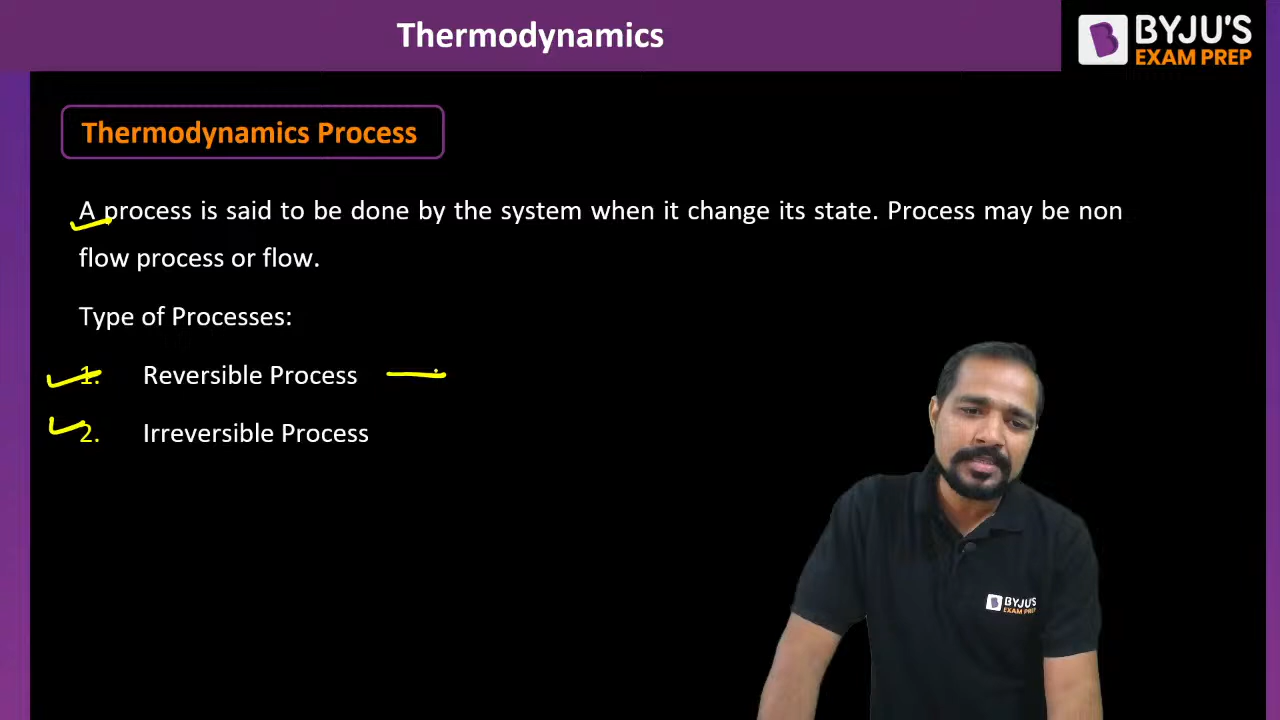 Thermodynamics
BYJU'S
EXAM PREP
Thermodynamics Process
A process is said to be done by the system when it change its state. Process may be non
flow process or flow.
Type of Processes:
1. Reversible Process
2. Irreversible Process
BYJU'S
EXAM PREP